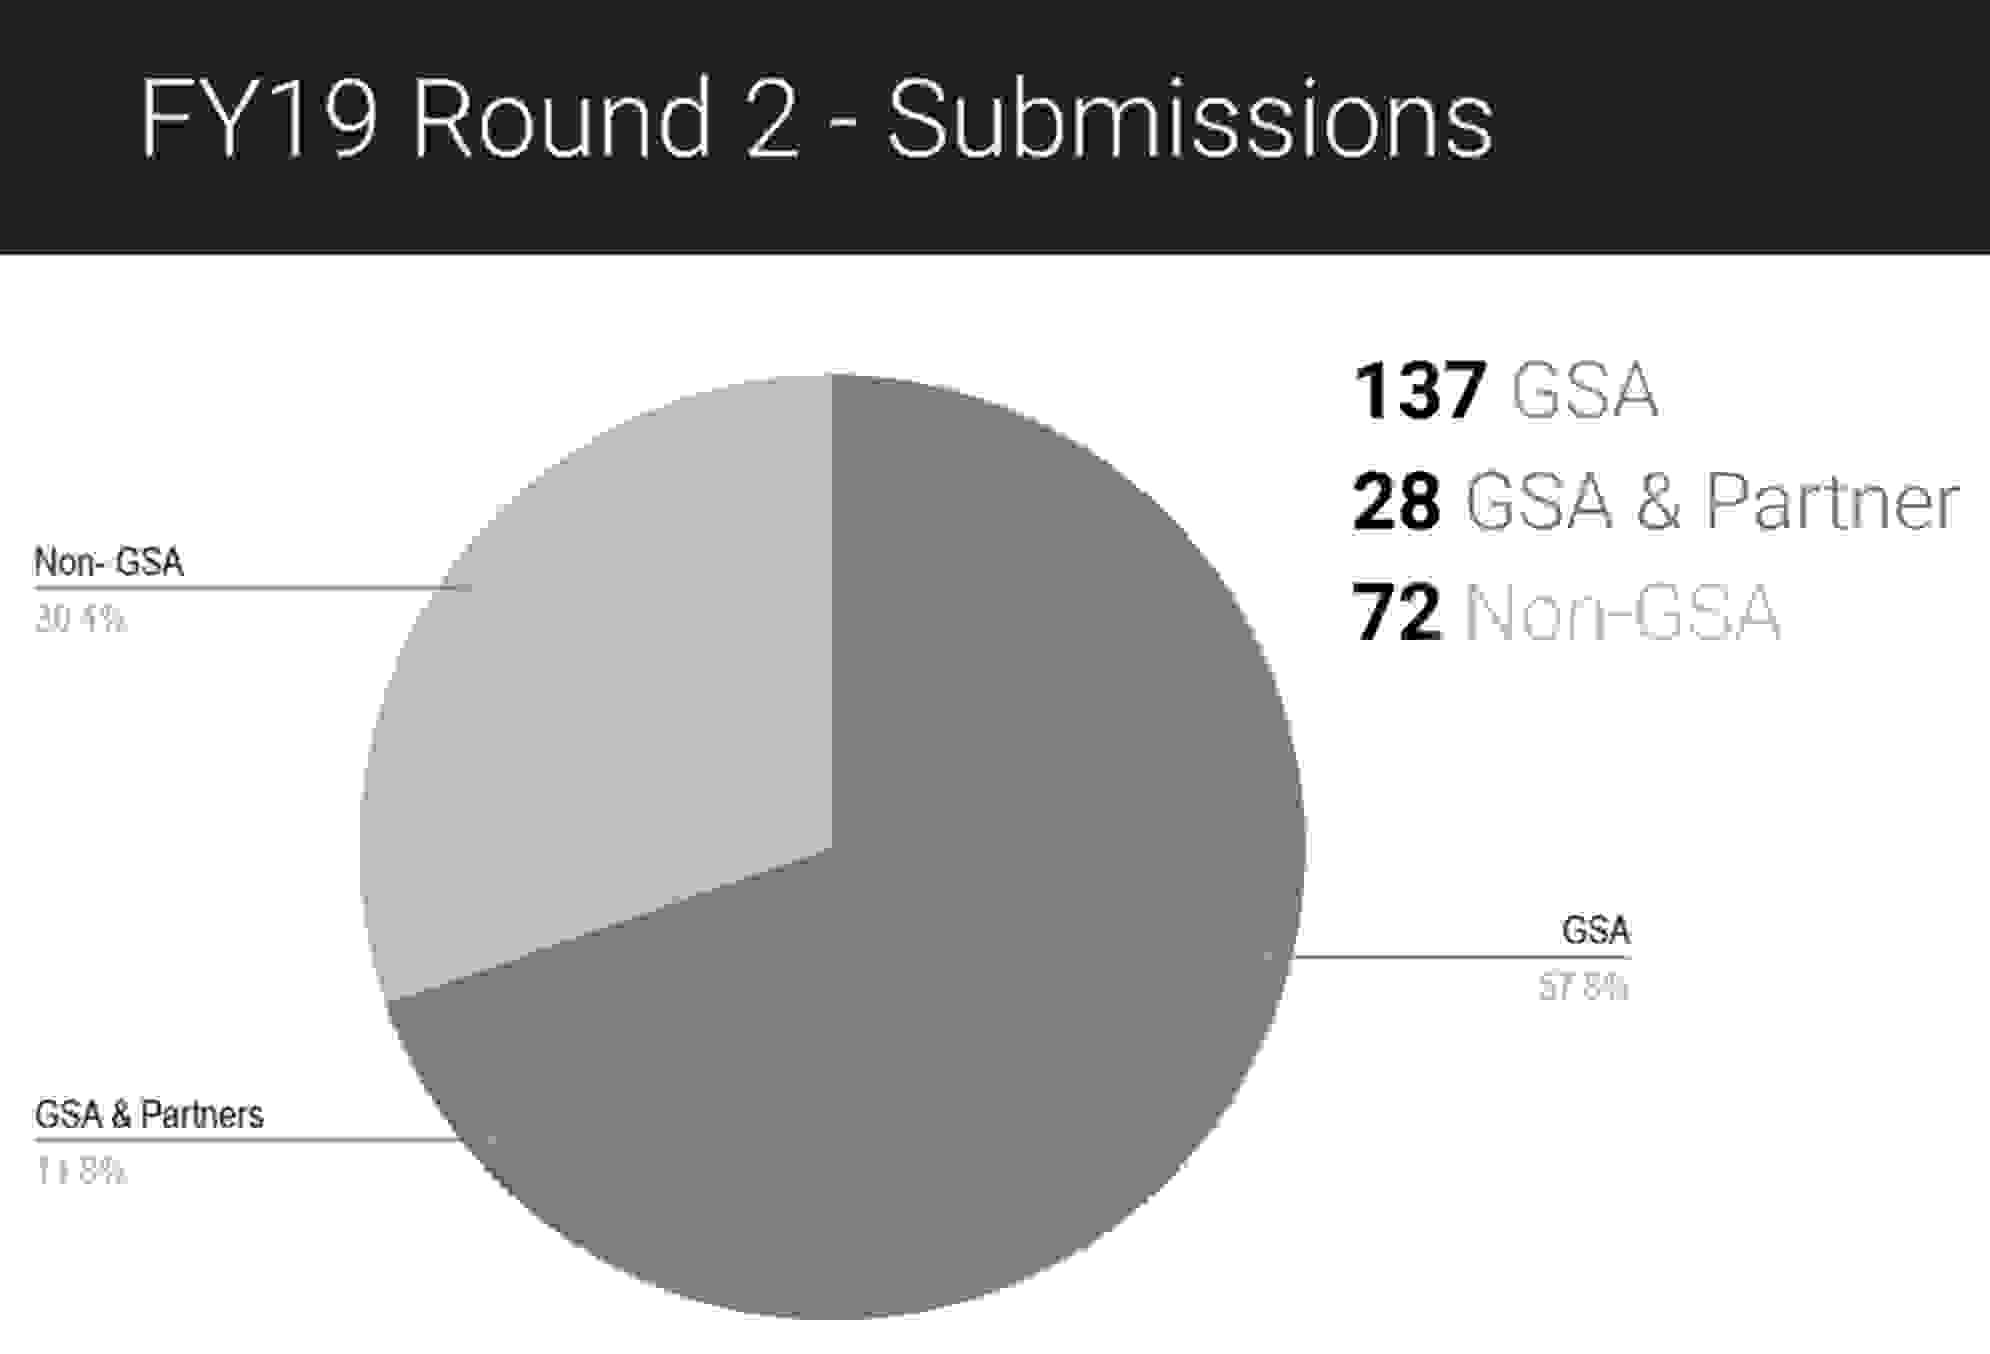 FY19 Round 2 - Submissions
137 GSA
28 GSA & Partner
72 Non-GSA
Non- GSA
30.4%
GSA
57.8%
GSA & Partners
11.8%